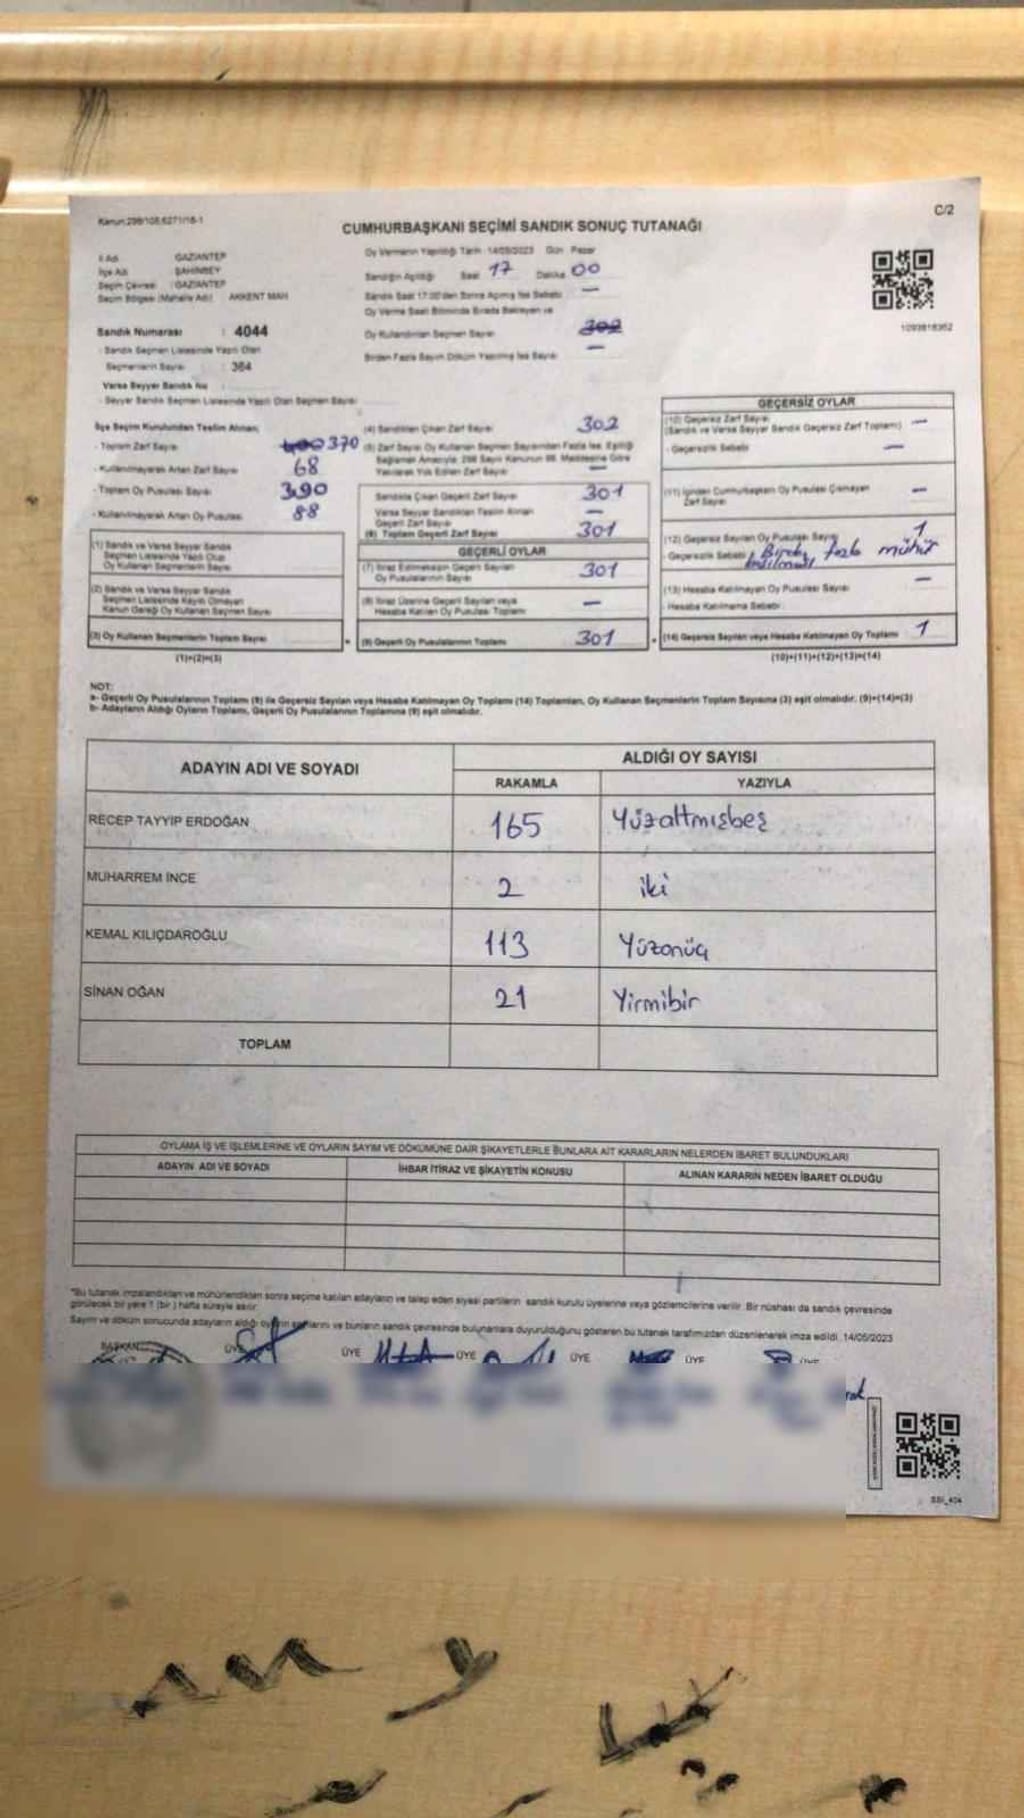 Kanun:298/105,6271/18-1
C/2
CUMHURBAŞKANI SEÇİMİ SANDIK SONUÇ TUTANAĞI
İl Adı GAZİANTEP
İlçe Adı ŞAHİNBEY
Seçim Çevresi : GAZİANTEP
Seçim Bölgesi (Mahalle Adı) AKKENT MAH
Oy Vermenin Yapıldığı Tarih : 14/05/2023 Gün Pazar
Sandığın Açıldığı Saat 17 Dakika 00
Sandık Saat 17:00'den Sonra Açılmış İse Sebebi —
Oy Verme Saati Bitiminde Sırada Bekleyen ve
Oy Kullandırılan Seçmen Sayısı 302
Birden Fazla Sayım Döküm Yapılmış İse Sayısı —
1093818362
Sandık Numarası : 4044
- Sandık Seçmen Listesinde Yazılı Olan
Seçmenlerin Sayısı : 364
Varsa Seyyar Sandık No
- Seyyar Sandık Seçmen Listesinde Yazılı Olan Seçmen Sayısı
İlçe Seçim Kurulundan Teslim Alınan;
- Toplam Zarf Sayısı 400 370
- Kullanılmayarak Artan Zarf Sayısı 68
- Toplam Oy Pusulası Sayısı 390
- Kullanılmayarak Artan Oy Pusulası 88
(1) Sandık ve Varsa Seyyar Sandık
Seçmen Listesinde Yazılı Olup
Oy Kullanan Seçmenlerin Sayısı
(2) Sandık ve Varsa Seyyar Sandık
Seçmen Listesinde Kaydı Olmayan
Kanun Gereği Oy Kullanan Seçmen Sayısı
(3) Oy Kullanan Seçmenlerin Toplam Sayısı
(1)+(2)=(3)
(4) Sandıktan Çıkan Zarf Sayısı 302
(5) Zarf Sayısı Oy Kullanan Seçmen Sayısından Fazla İse, Eşitliği
Sağlamak Amacıyla, 298 Sayılı Kanunun 98. Maddesine Göre
Yakılarak Yok Edilen Zarf Sayısı —
Sandıkta Çıkan Geçerli Zarf Sayısı 301
Varsa Seyyar Sandıktan Teslim Alınan
Geçerli Zarf Sayısı —
(6) Toplam Geçerli Zarf Sayısı 301
GEÇERLİ OYLAR
(7) İtiraz Edilmeksizin Geçerli Sayılan
Oy Pusulalarının Sayısı 301
(8) İtiraz Üzerine Geçerli Sayılan veya
Hesaba Katılan Oy Pusulası Toplamı —
(9) Geçerli Oy Pusulalarının Toplamı 301
GEÇERSİZ OYLAR
(10) Geçersiz Zarf Sayısı
(Sandık ve Varsa Seyyar Sandık Geçersiz Zarf Toplamı) —
- Geçersizlik Sebebi —
(11) İçinden Cumhurbaşkanı Oy Pusulası Çıkmayan
Zarf Sayısı —
(12) Geçersiz Sayılan Oy Pusulası Sayısı 1
- Geçersizlik Sebebi Birden fazla mühür
basılması
(13) Hesaba Katılmayan Oy Pusulası Sayısı —
- Hesaba Katılmama Sebebi
(14) Geçersiz Sayılan veya Hesaba Katılmayan Oy Toplamı 1
(10)+(11)+(12)+(13)=(14)
NOT:
a- Geçerli Oy Pusulalarının Toplamı (9) ile Geçersiz Sayılan veya Hesaba Katılmayan Oy Toplamı (14) Toplamları, Oy Kullanan Seçmenlerin Toplam Sayısına (3) eşit olmalıdır. (9)+(14)=(3)
b- Adayların Aldığı Oyların Toplamı, Geçerli Oy Pusulalarının Toplamına (9) eşit olmalıdır.
ADAYIN ADI VE SOYADI
ALDIĞI OY SAYISI
RAKAMLA YAZIYLA
RECEP TAYYIP ERDOĞAN 165 Yüzaltmışbeş
MUHARREM İNCE 2 iki
KEMAL KILIÇDAROĞLU 113 Yüzonüç
SİNAN OĞAN 21 Yirmibir
TOPLAM
OYLAMA İŞ VE İŞLEMLERİNE VE OYLARIN SAYIM VE DÖKÜMÜNE DAİR ŞİKAYETLERLE BUNLARA AİT KARARLARIN NELERDEN İBARET BULUNDUKLARI
ADAYIN ADI VE SOYADI İHBAR İTİRAZ VE ŞİKAYETİN KONUSU ALINAN KARARIN NEDEN İBARET OLDUĞU
*Bu tutanak imzalandıktan ve mühürlendikten sonra seçime katılan adayların ve talep eden siyasi partilerin sandık kurulu üyelerine veya gözlemcilerine verilir. Bir nüshası da sandık çevresinde
görülecek bir yere 1 (bir) hafta süreyle asılır.
Sayım ve döküm sonucunda adayların aldığı oyların sayılarını ve bunların sandık çevresinde bulunanlara duyurulduğunu gösteren bu tutanak tarafımızdan düzenlenerek imza edildi. 14/05/2023
BAŞKAN ÜYE ÜYE ÜYE ÜYE ÜYE ÜYE